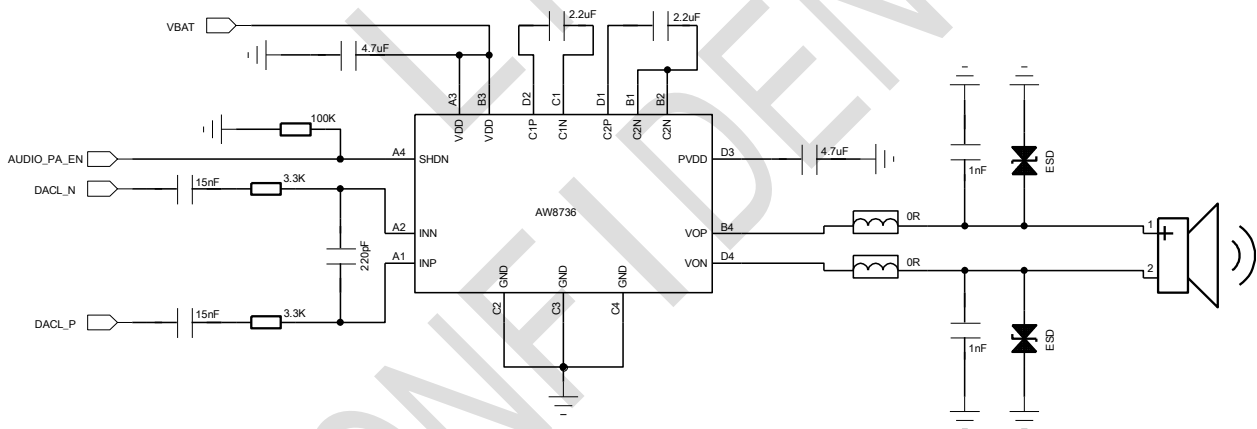 VBAT
4.7uF
2.2uF
2.2uF
A3
B3
D2
C1
D1
B1
B2
VDD
VDD
C1P
C1N
C2P
C2N
C2N
100K
AUDIO_PA_EN
A4
SHDN
PVDD
D3
4.7uF
DACL_N
15nF
3.3K
AW8736
A2
INN
VOP
B4
0R
1nF
ESD
1
220pF
A1
INP
VON
D4
0R
2
GND
GND
GND
C2
C3
C4
DACL_P
15nF
3.3K
1nF
ESD
CONFIDEN
L